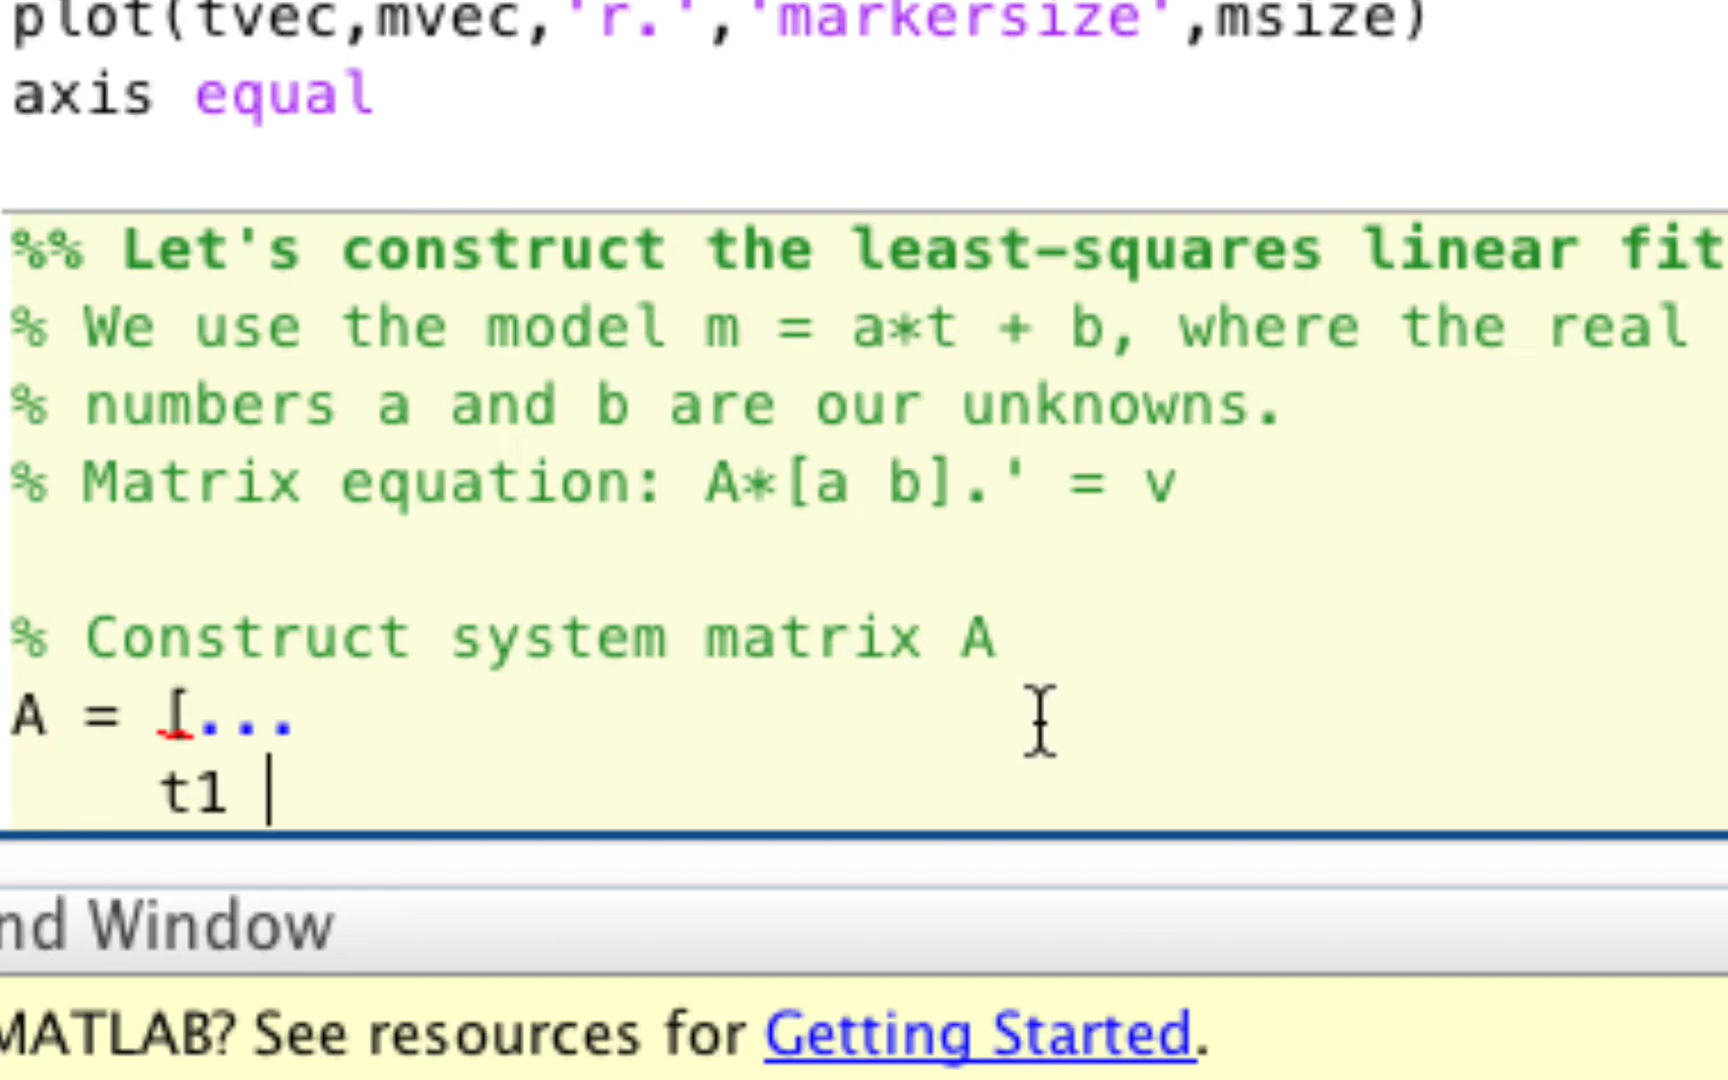 plot(tvec,mvec,'r.','markersize',msize)
axis equal
%% Let's construct the least-squares linear fit
% We use the model m = a*t + b, where the real
% numbers a and b are our unknowns.
% Matrix equation: A*[a b].' = v
% Construct system matrix A
A = [...
t1
nd Window
MATLAB? See resources for Getting Started.